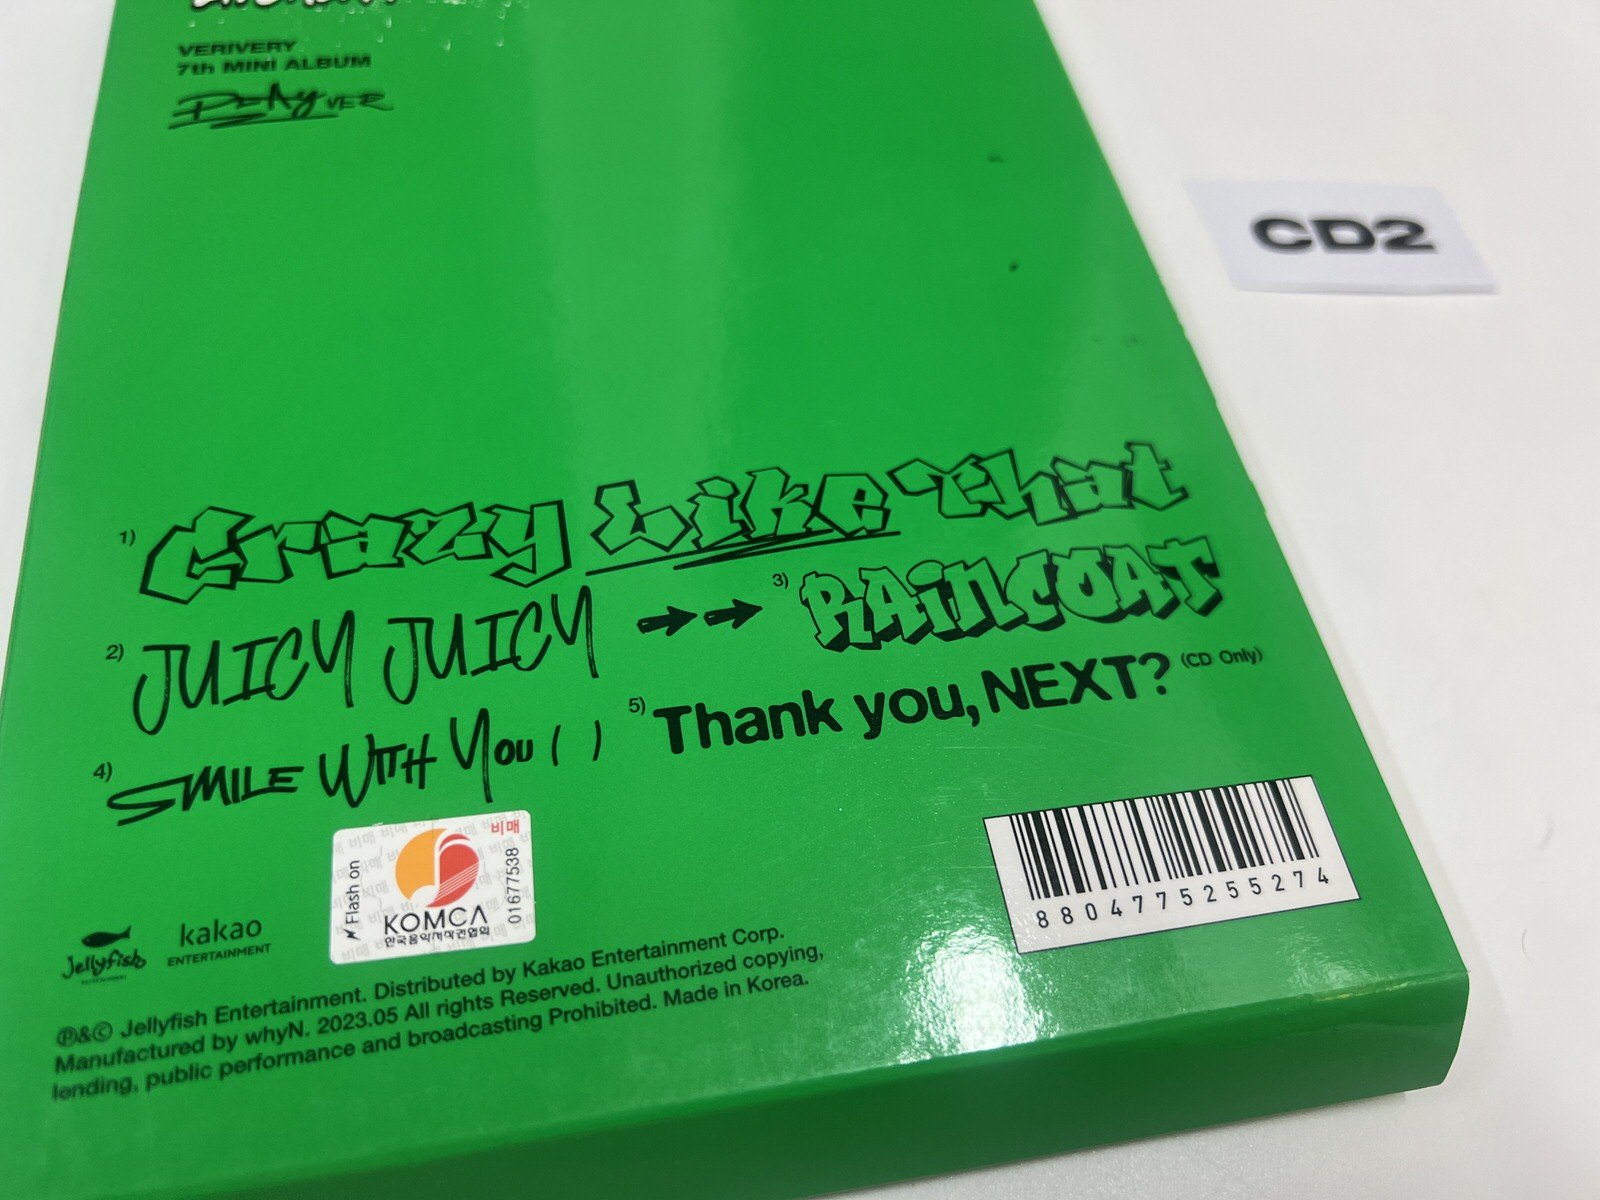 VERIVERY
7th MINI ALBUM
PLAY VER
CD2
1) Crazy Like That
2) JUICY JUICY →→ 3) RAINCOAT
4) SMILE WITH YOU ( ) 5) Thank you, NEXT? (CD Only)
비매
Flash on
KOMCA
한국음악저작권협회
01677538
8804775255274
Jellyfish
ENTERTAINMENT
kakao
ENTERTAINMENT
℗&© Jellyfish Entertainment. Distributed by Kakao Entertainment Corp.
Manufactured by whyN. 2023.05 All rights Reserved. Unauthorized copying,
lending, public performance and broadcasting Prohibited. Made in Korea.